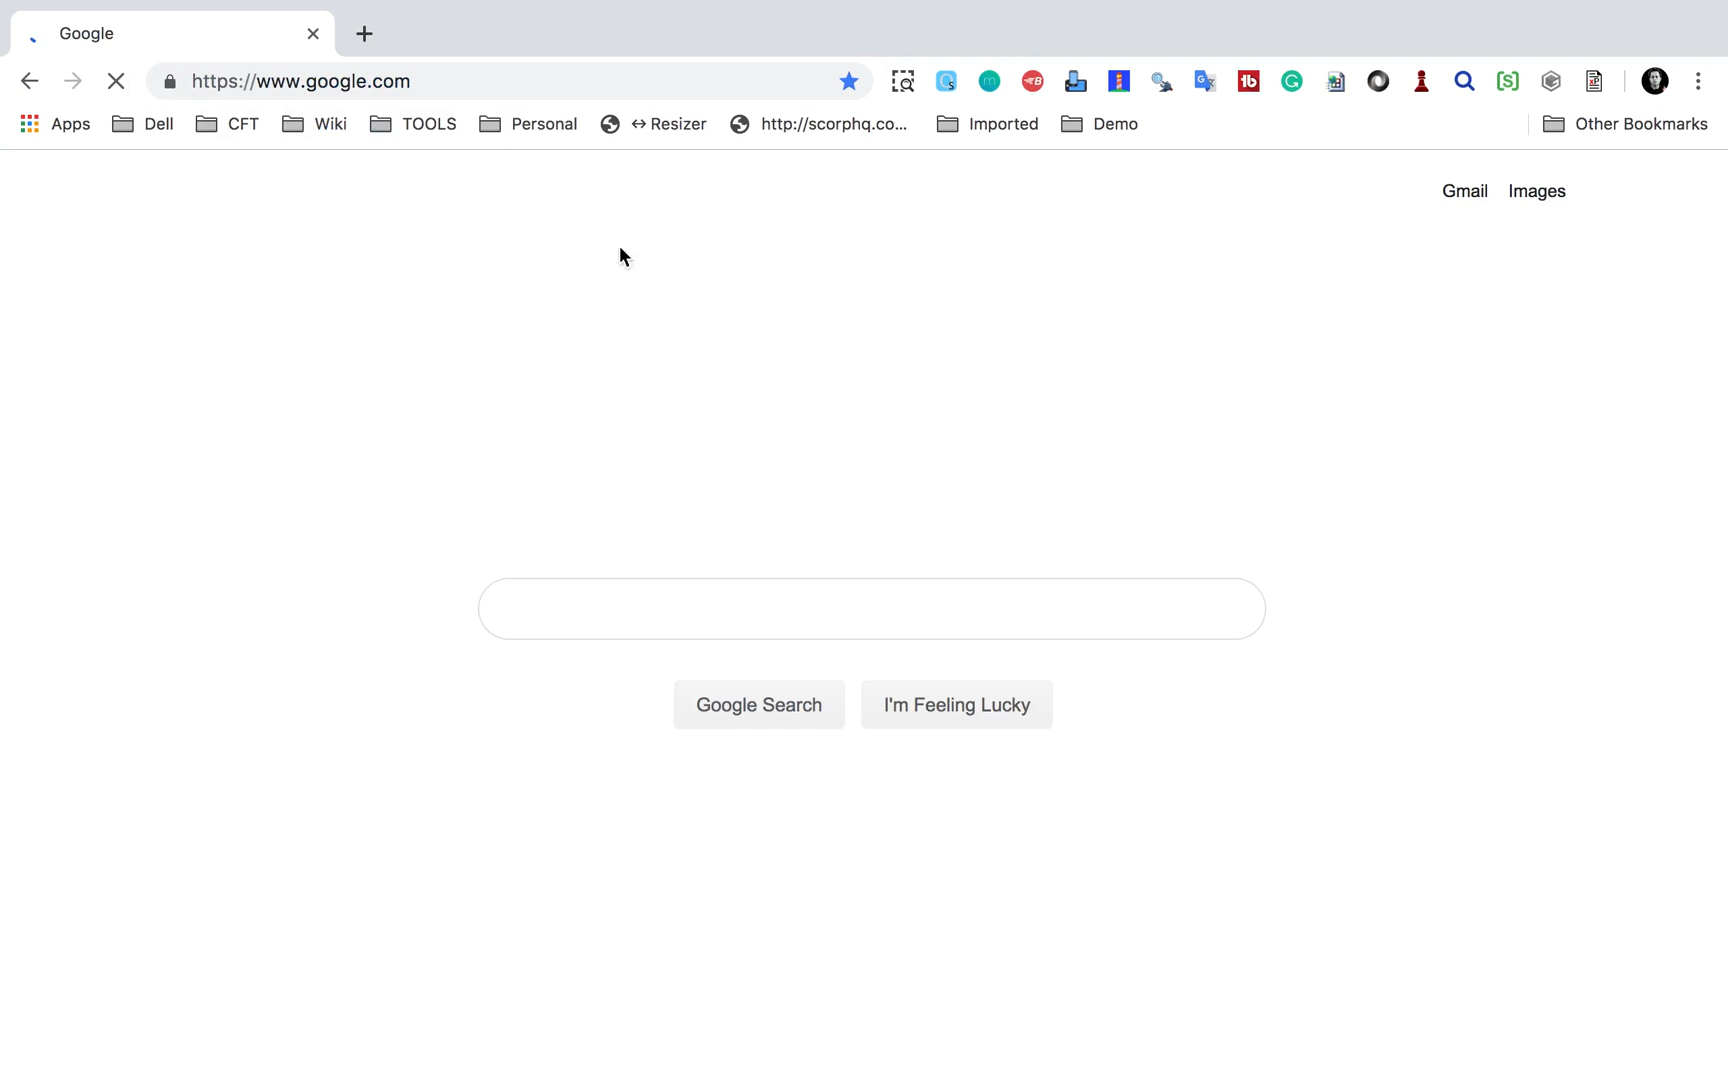 Google
https://www.google.com
Apps Dell CFT Wiki TOOLS Personal ↔Resizer http://scorphq.co... Imported Demo Other Bookmarks
Gmail Images
Google Search I'm Feeling Lucky